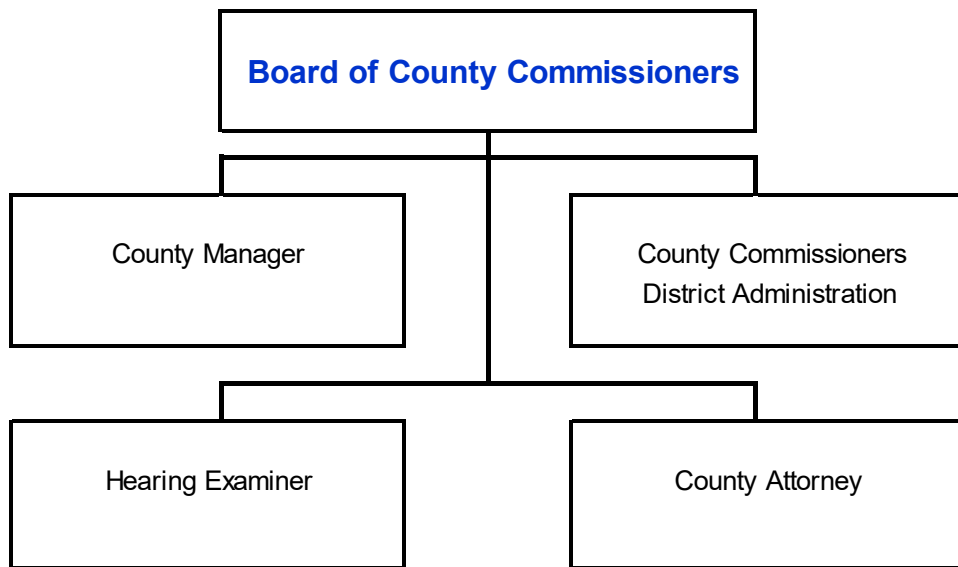 Board of County Commissioners
County Manager
County Commissioners
District Administration
Hearing Examiner
County Attorney